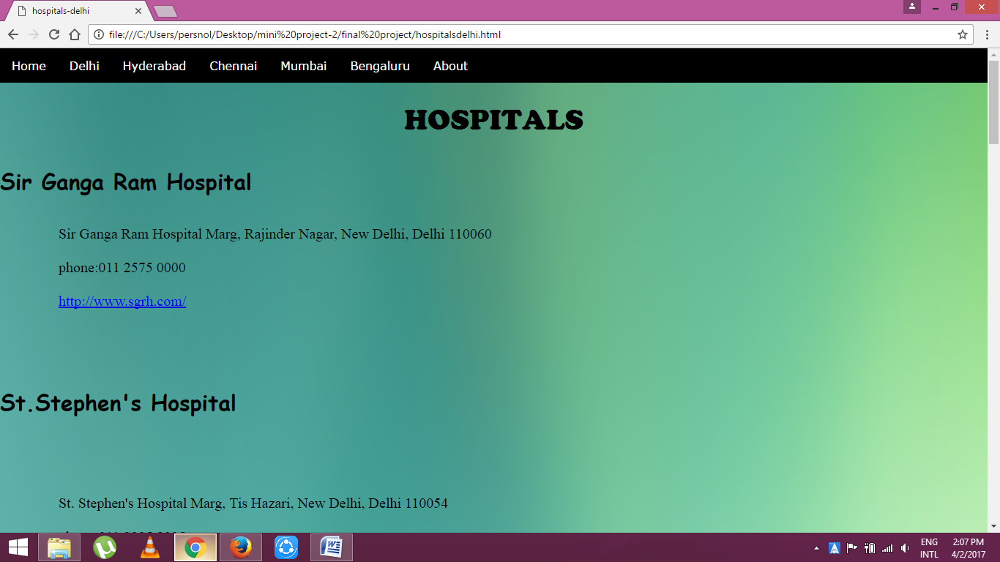 hospitals-delhi
file:///C:/Users/persnol/Desktop/mini%20project-2/final%20project/hospitalsdelhi.html
Home Delhi Hyderabad Chennai Mumbai Bengaluru About
HOSPITALS
Sir Ganga Ram Hospital
Sir Ganga Ram Hospital Marg, Rajinder Nagar, New Delhi, Delhi 110060
phone:011 2575 0000
http://www.sgrh.com/
St.Stephen's Hospital
St. Stephen's Hospital Marg, Tis Hazari, New Delhi, Delhi 110054
ENG 2:07 PM
INTL 4/2/2017